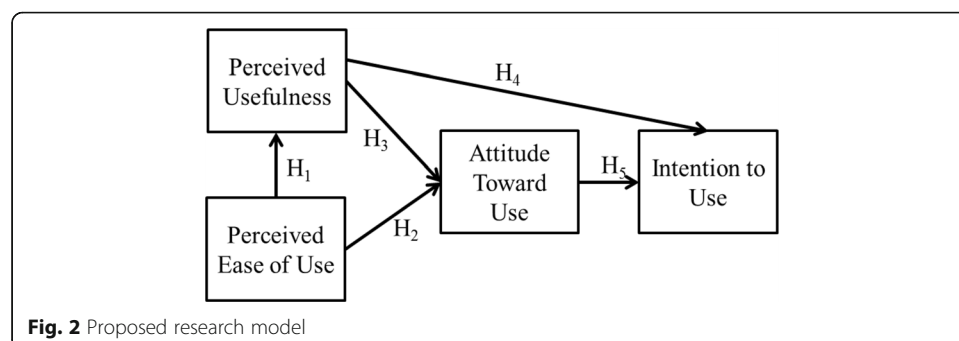 Perceived
Usefulness
H₄
H₃
H₁
Attitude
Toward
Use
H₅
Intention to
Use
Perceived
Ease of Use
H₂
Fig. 2 Proposed research model